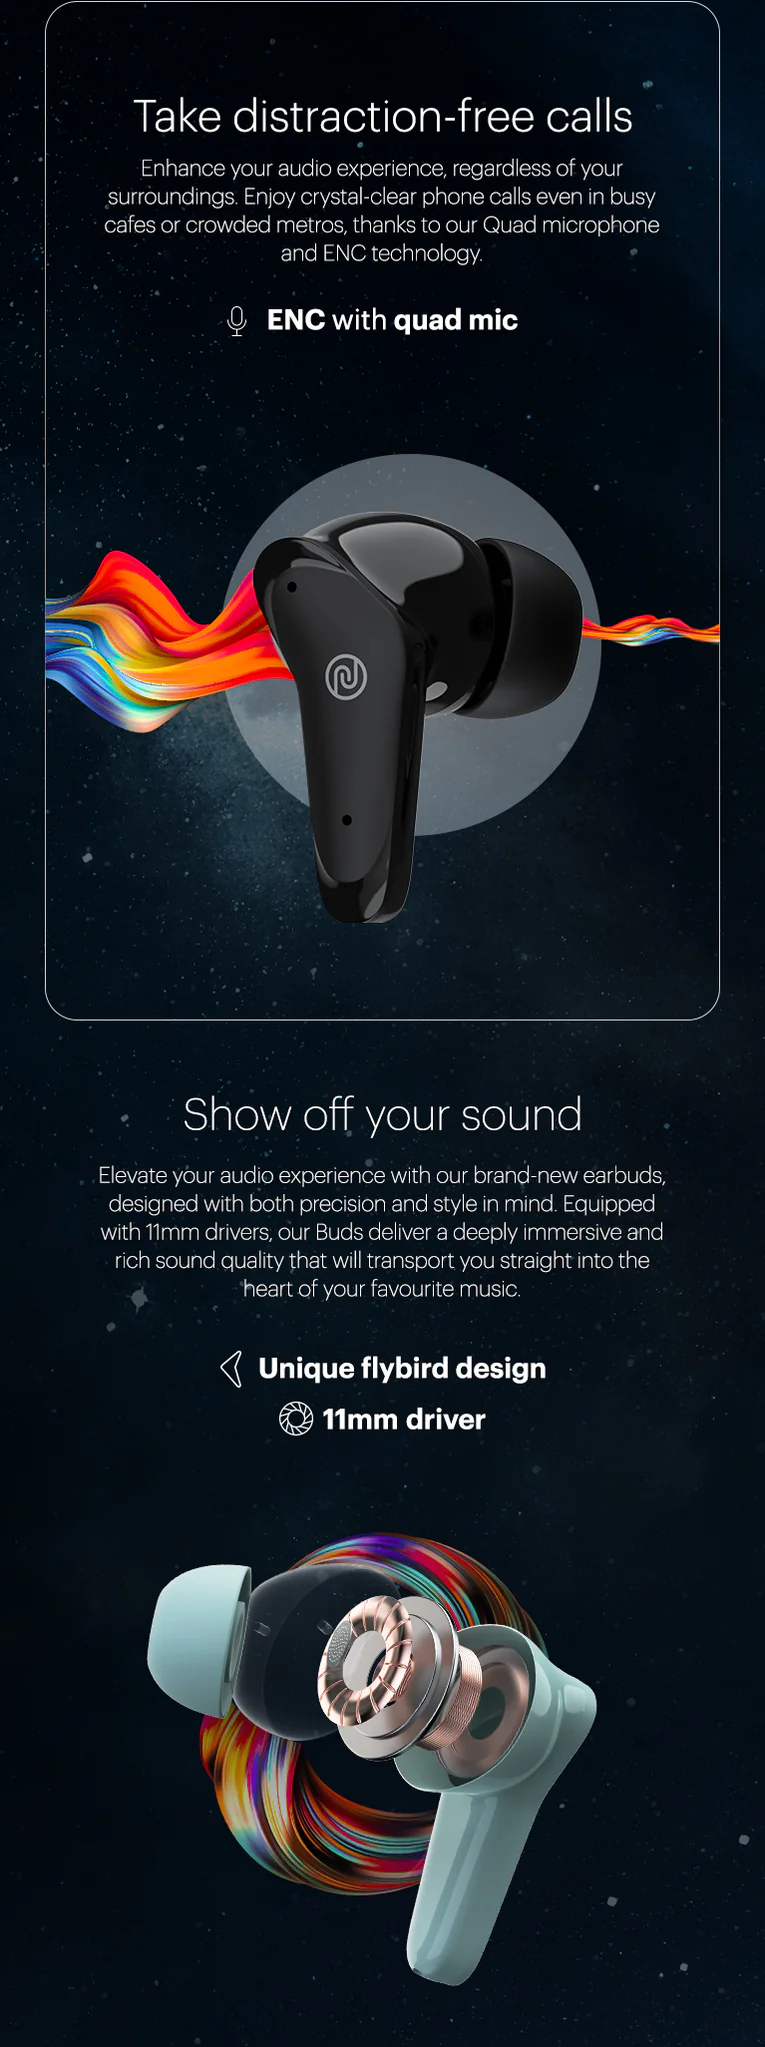 Take distraction-free calls
Enhance your audio experience, regardless of your
surroundings. Enjoy crystal-clear phone calls even in busy
cafes or crowded metros, thanks to our Quad microphone
and ENC technology.
ENC with quad mic
Show off your sound
Elevate your audio experience with our brand-new earbuds,
designed with both precision and style in mind. Equipped
with 11mm drivers, our Buds deliver a deeply immersive and
rich sound quality that will transport you straight into the
heart of your favourite music.
Unique flybird design
11mm driver